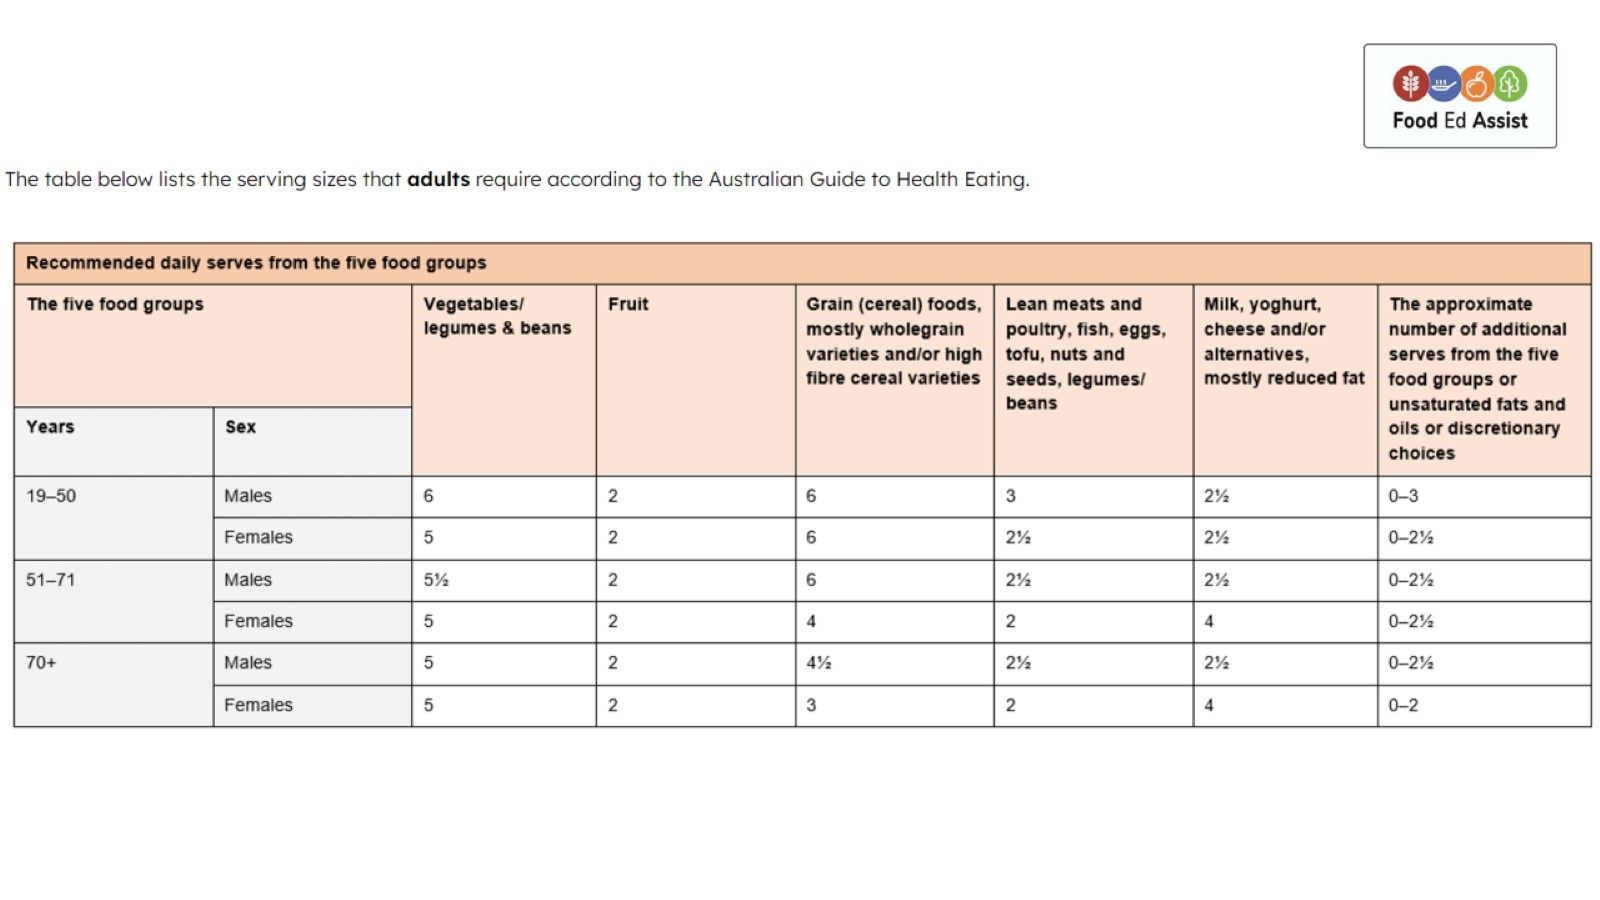 Food Ed Assist
The table below lists the serving sizes that adults require according to the Australian Guide to Health Eating.
Recommended daily serves from the five food groups
The five food groups
Vegetables/
legumes & beans
Fruit
Grain (cereal) foods,
mostly wholegrain
varieties and/or high
fibre cereal varieties
Lean meats and
poultry, fish, eggs,
tofu, nuts and
seeds, legumes/
beans
Milk, yoghurt,
cheese and/or
alternatives,
mostly reduced fat
The approximate
number of additional
serves from the five
food groups or
unsaturated fats and
oils or discretionary
choices
Years Sex
19–50 Males 6 2 6 3 2½ 0–3
Females 5 2 6 2½ 2½ 0–2½
51–71 Males 5½ 2 6 2½ 2½ 0–2½
Females 5 2 4 2 4 0–2½
70+ Males 5 2 4½ 2½ 2½ 0–2½
Females 5 2 3 2 4 0–2